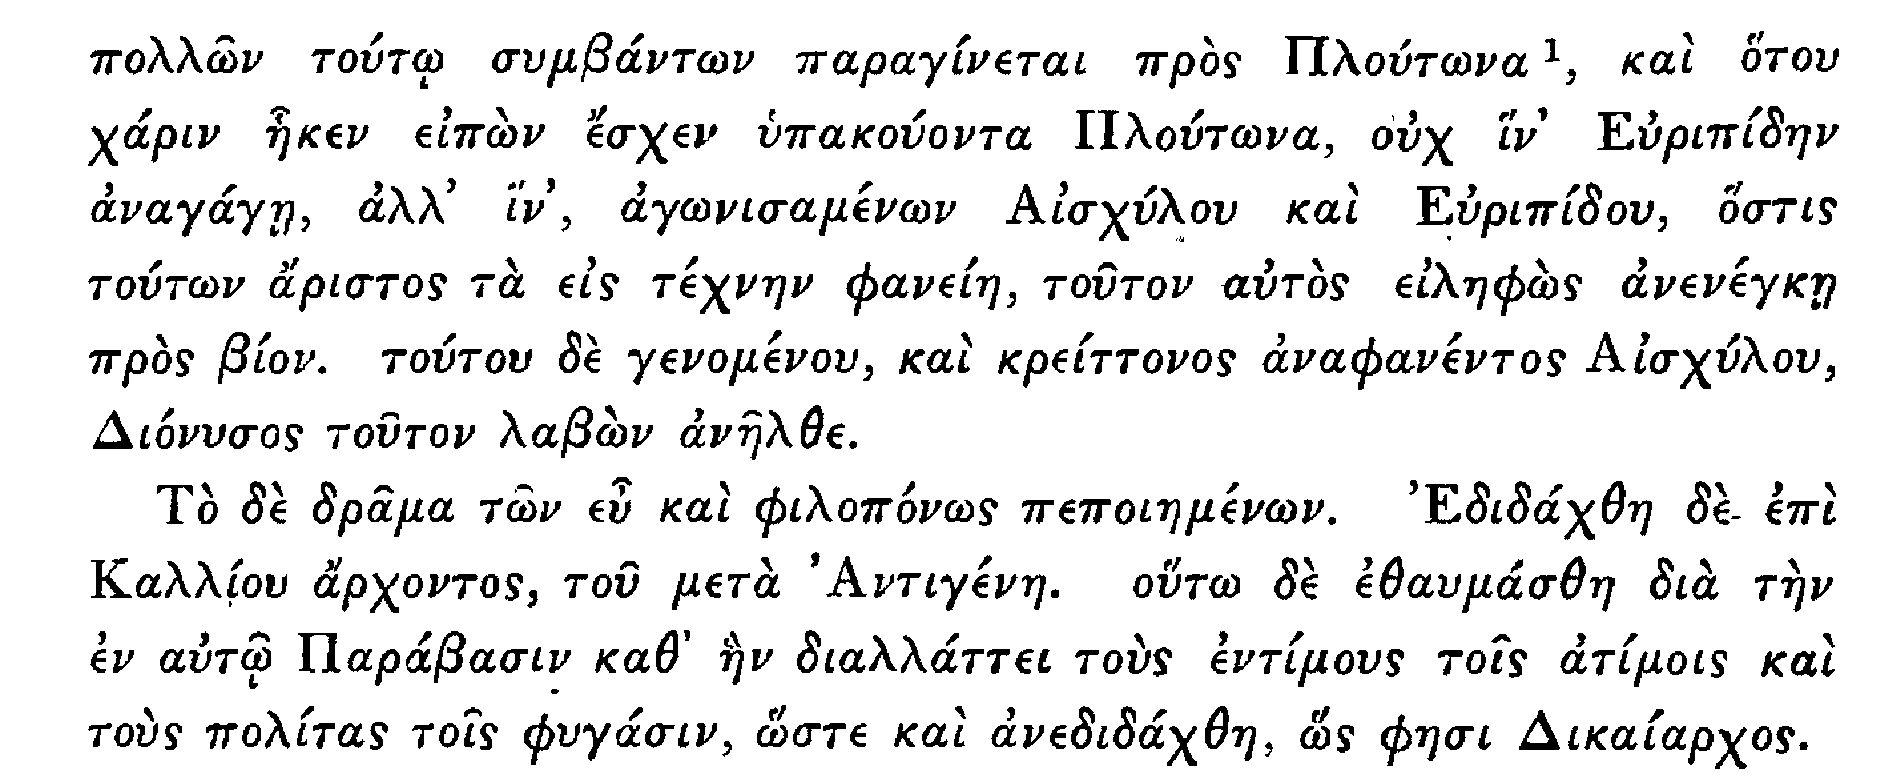 πολλῶν τούτῳ συμβάντων παραγίνεται πρὸς Πλούτωνα ¹, καὶ ὅτου
χάριν ἧκεν εἰπὼν ἔσχεν ὑπακούοντα Πλούτωνα, οὐχ ἵν’ Εὐριπίδην
ἀναγάγῃ, ἀλλ’ ἵν’, ἀγωνισαμένων Αἰσχύλου καὶ Εὐριπίδου, ὅστις
τούτων ἄριστος τὰ εἰς τέχνην φανείη, τοῦτον αὐτὸς εἰληφὼς ἀνενέγκῃ
πρὸς βίον. τούτου δὲ γενομένου, καὶ κρείττονος ἀναφανέντος Αἰσχύλου,
Διόνυσος τοῦτον λαβὼν ἀνῆλθε.
Τὸ δὲ δρᾶμα τῶν εὖ καὶ φιλοπόνως πεποιημένων. Ἐδιδάχθη δὲ ἐπὶ
Καλλίου ἄρχοντος, τοῦ μετὰ Ἀντιγένη. οὕτω δὲ ἐθαυμάσθη διὰ τὴν
ἐν αὐτῷ Παράβασιν καθ’ ἣν διαλλάττει τοὺς ἐντίμους τοῖς ἀτίμοις καὶ
τοὺς πολίτας τοῖς φυγάσιν, ὥστε καὶ ἀνεδιδάχθη, ὥς φησι Δικαίαρχος.